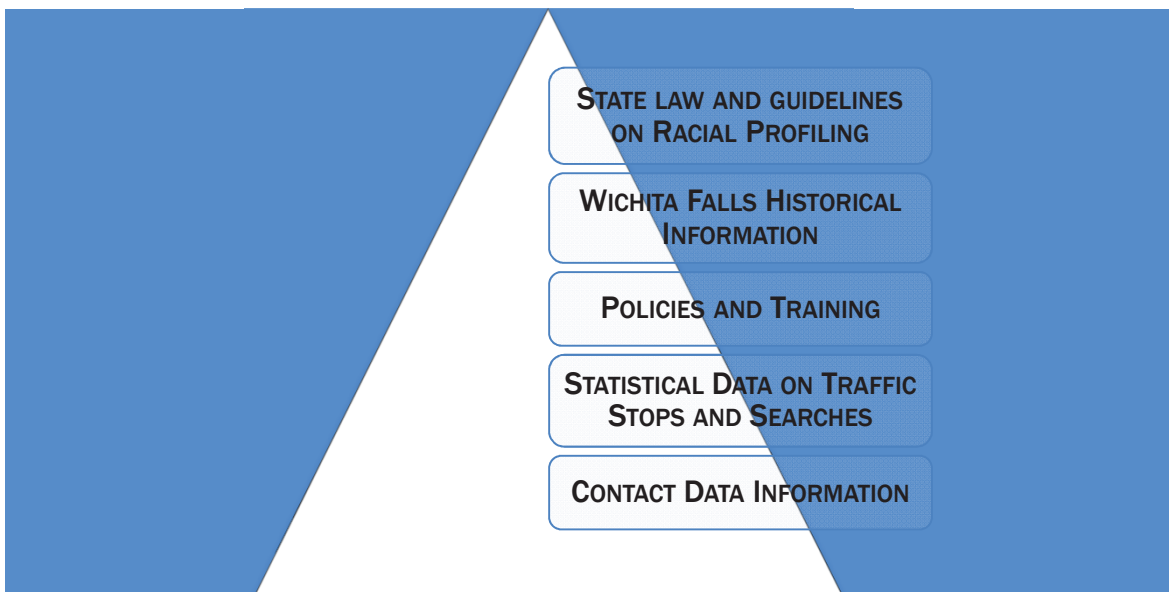 State law and guidelines
on Racial Profiling
Wichita Falls Historical
Information
Policies and Training
Statistical Data on Traffic
Stops and Searches
Contact Data Information